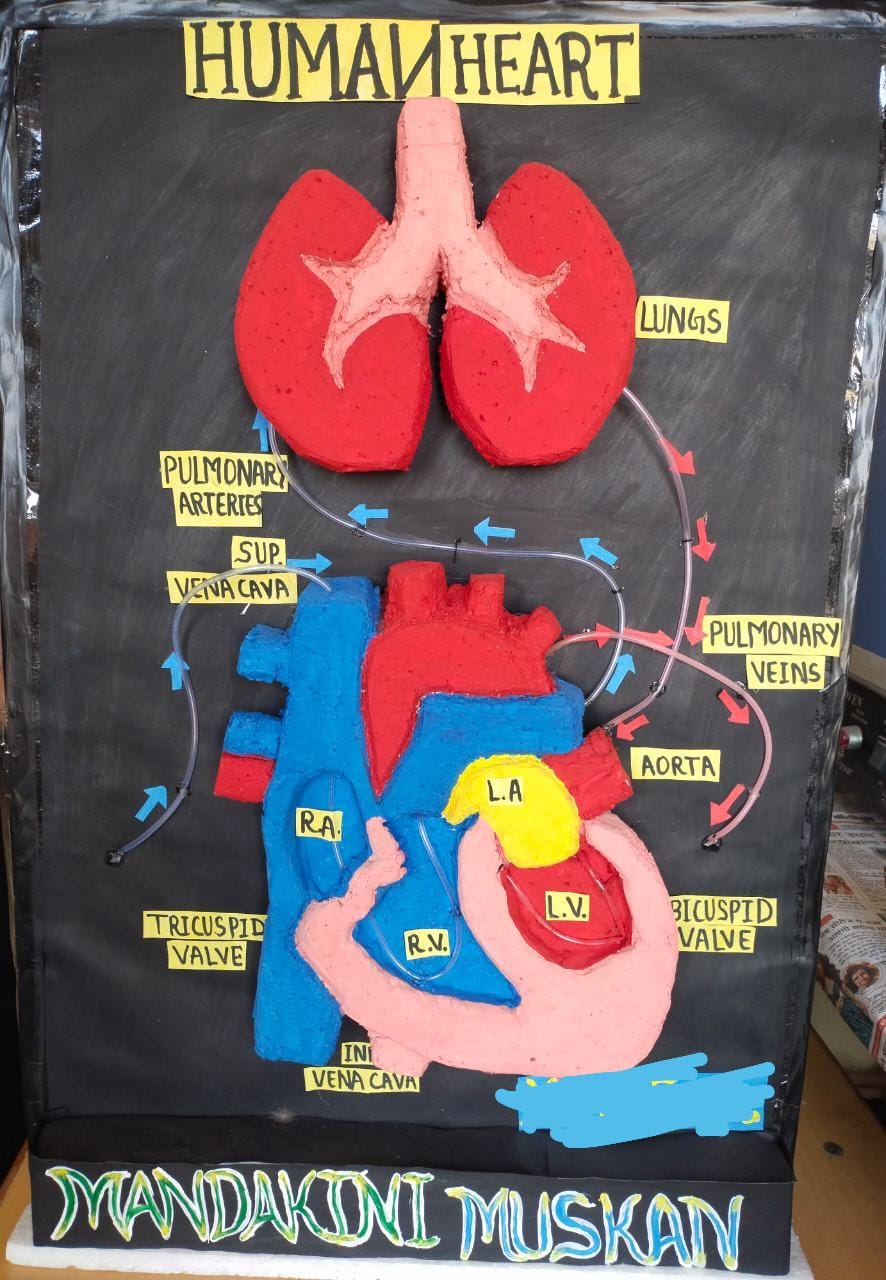 HUMAN HEART
LUNGS
PULMONARY
ARTERIES
SUP.
VENA CAVA
PULMONARY
VEINS
AORTA
L.A
R.A.
L.V.
R.V.
TRICUSPID
VALVE
BICUSPID
VALVE
VENA CAVA
MANDAKINI MUSKAN